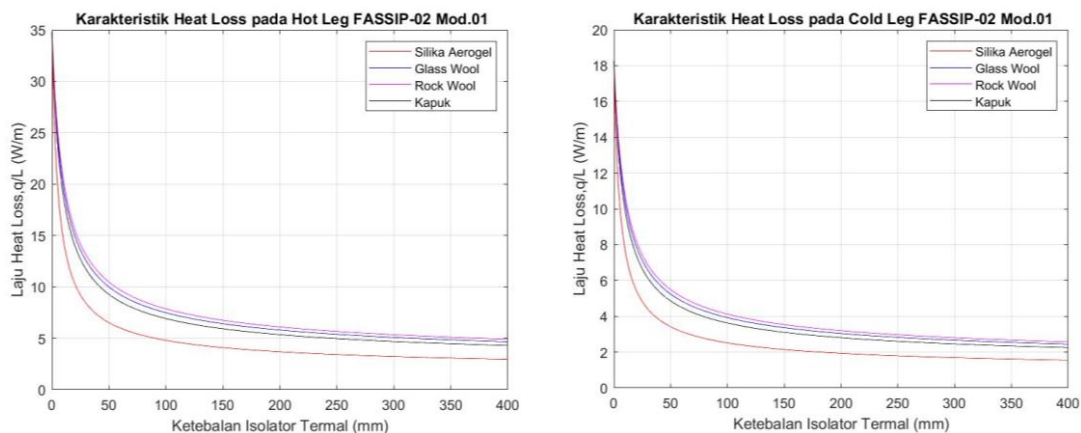 Karakteristik Heat Loss pada Hot Leg FASSIP-02 Mod.01
35
30
25
20
15
10
5
0
Laju Heat Loss,q/L (W/m)
Silika Aerogel
Glass Wool
Rock Wool
Kapuk
0 50 100 150 200 250 300 350 400
Ketebalan Isolator Termal (mm)
Karakteristik Heat Loss pada Cold Leg FASSIP-02 Mod.01
20
18
16
14
12
10
8
6
4
2
0
Laju Heat Loss,q/L (W/m)
Silika Aerogel
Glass Wool
Rock Wool
Kapuk
0 50 100 150 200 250 300 350 400
Ketebalan Isolator Termal (mm)